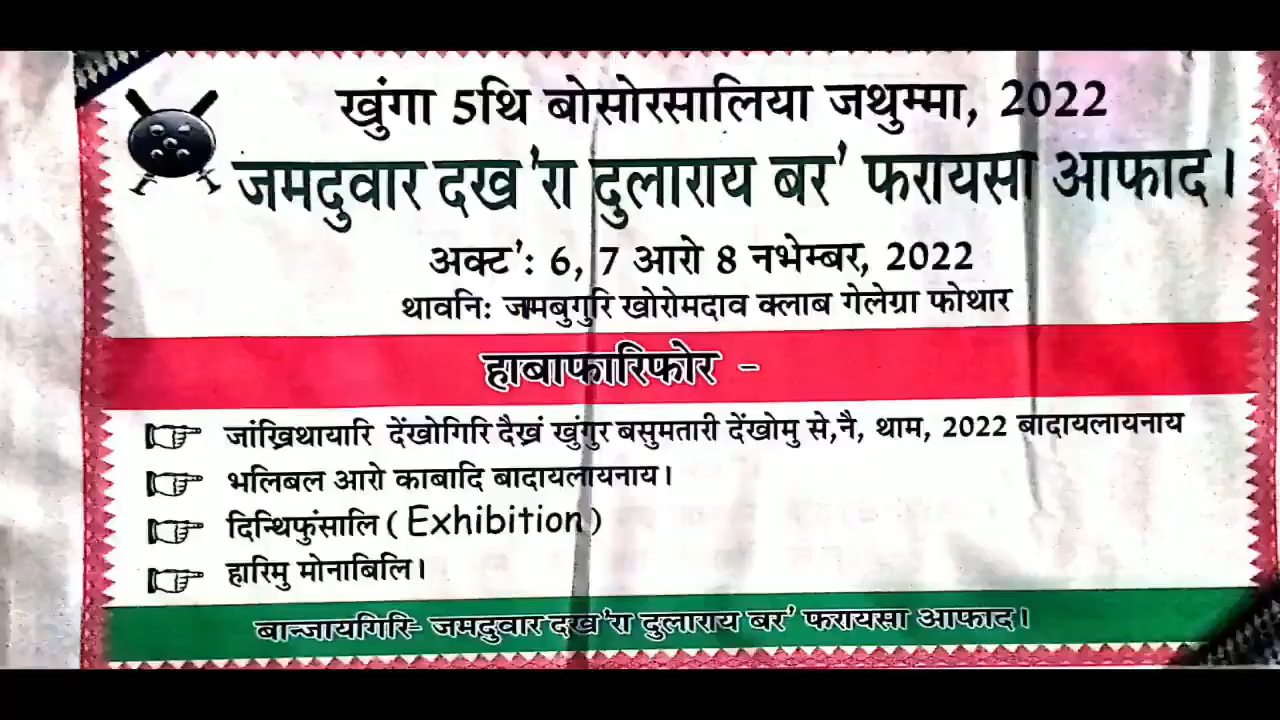 खुंगा 5थि बोसोरसालिया जथुम्मा, 2022
जमदुवार दख'रा दुलाराय बर' फरायसा आफाद।
अक्ट': 6, 7 आरो 8 नभेम्बर, 2022
थावनि: जमबुगुरि खोरोमदाव क्लाब गेलेग्रा फोथार
हाबाफारिफोर -
जांख्रिथायारि देंखोगिरि दैख्रं खुंगुर बसुमतारी देंखोमु से,नै, थाम, 2022 बादायलायनाय
भलिबल आरो काबादि बादायलायनाय।
दिन्थिफुंसालि ( Exhibition )
हारिमु मोनाबिलि।
बान्जायगिरि- जमदुवार दख'रा दुलाराय बर' फरायसा आफाद।